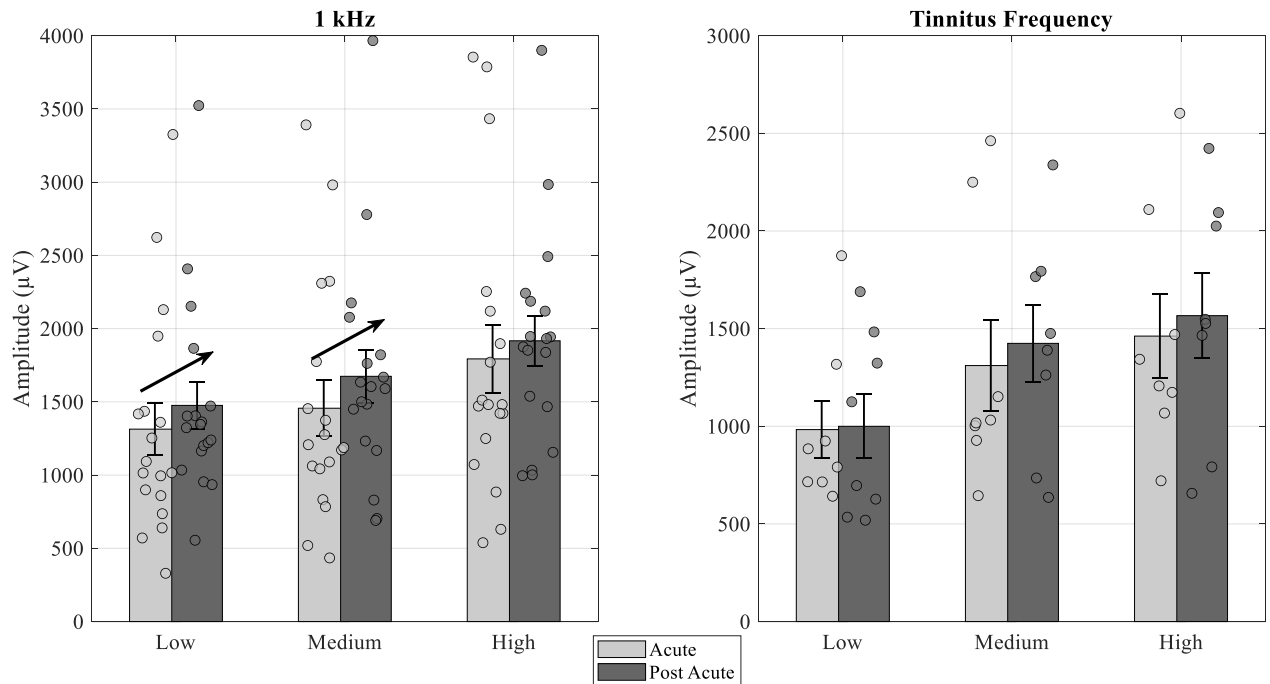 1 kHz
4000
3500
3000
2500
2000
1500
1000
500
0
Amplitude (µV)
Low
Medium
High
Tinnitus Frequency
3000
2500
2000
1500
1000
500
0
Amplitude (µV)
Low
Medium
High
Acute
Post Acute